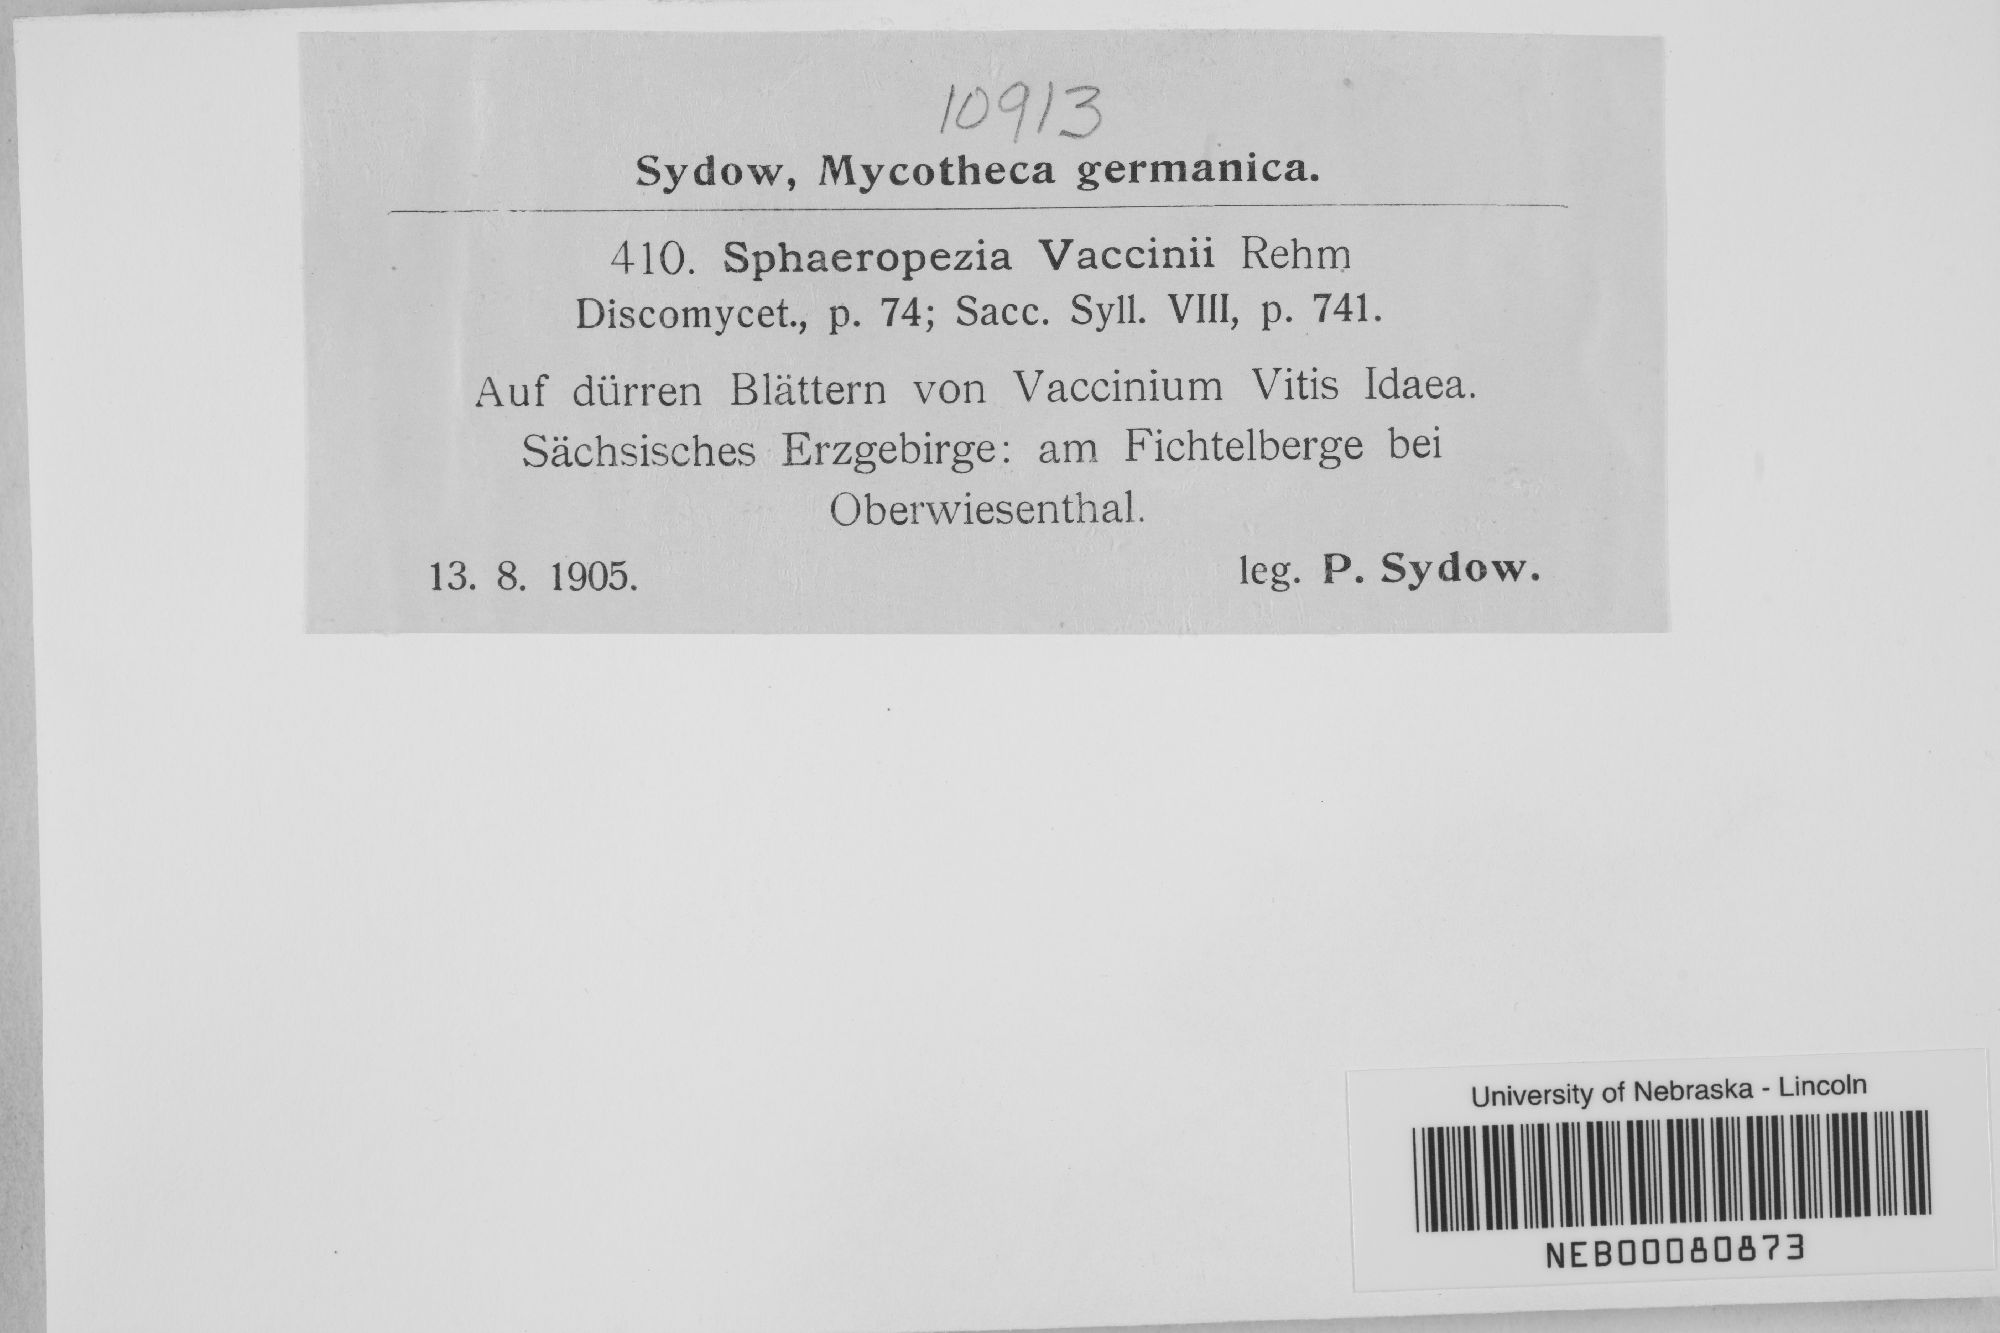 10913
Sydow, Mycotheca germanica.
410. Sphaeropezia Vaccinii Rehm
Discomycet., p. 74; Sacc. Syll. VIII, p. 741.
Auf dürren Blättern von Vaccinium Vitis Idaea.
Sächsisches Erzgebirge: am Fichtelberge bei
Oberwiesenthal.
13. 8. 1905. leg. P. Sydow.
University of Nebraska - Lincoln
NEB00080873